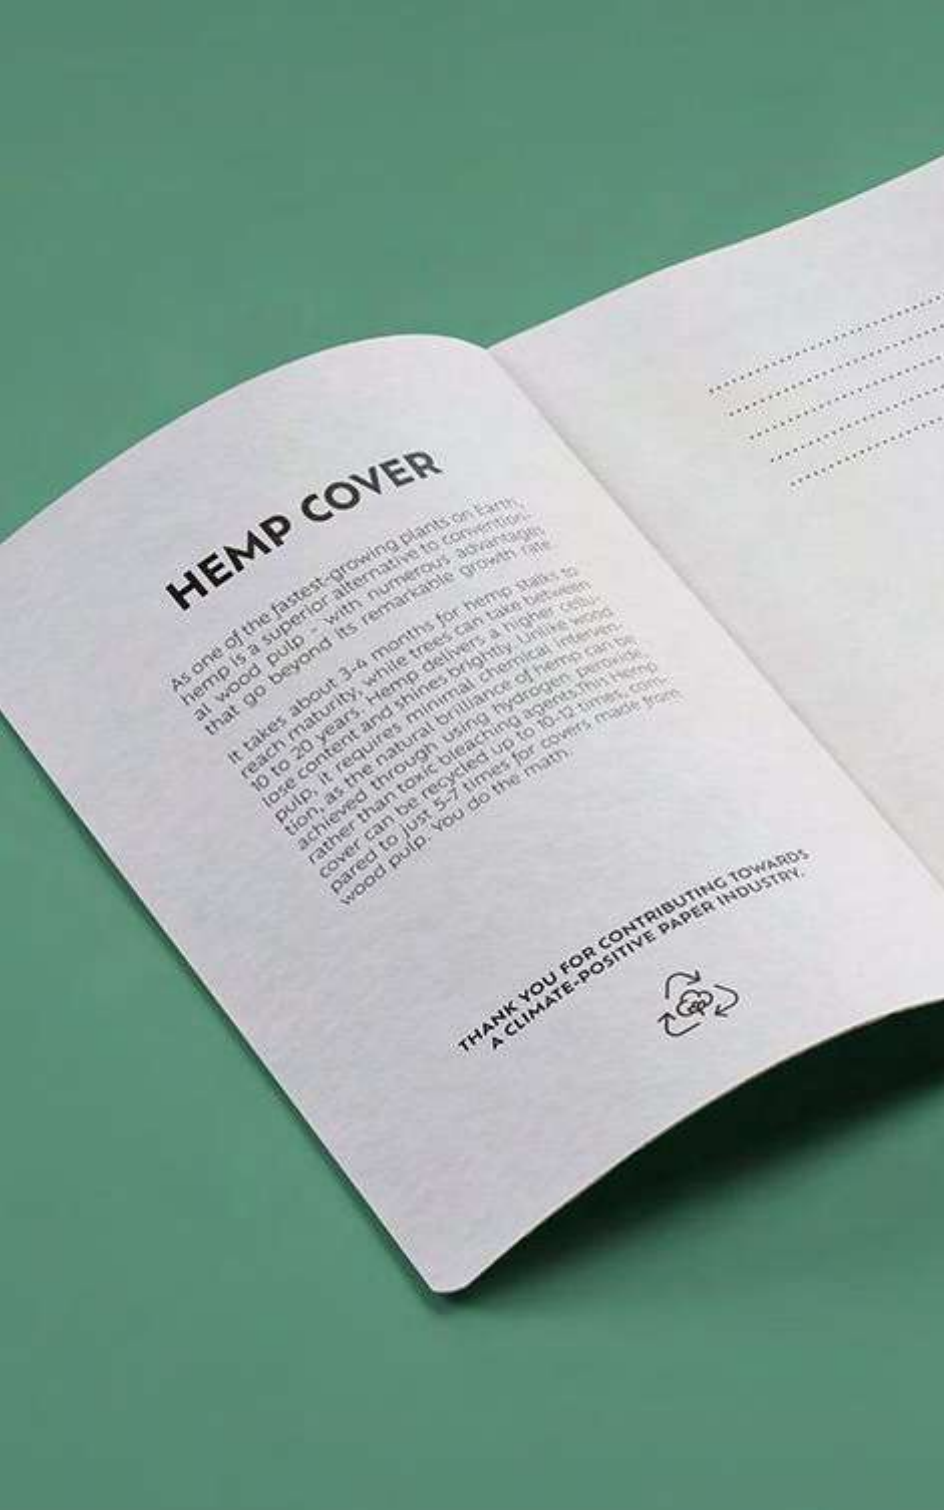 HEMP COVER
As one of the fastest-growing plants on Earth,
hemp is a superior alternative to convention-
al wood pulp - with numerous advantages
that go beyond its remarkable growth rate.
It takes about 3-4 months for hemp stalks to
reach maturity, while trees can take between
10 to 20 years. Hemp delivers a higher cellu-
lose content and shines brightly. Unlike wood
pulp, it requires minimal chemical interven-
tion, as the natural brilliance of hemp can be
achieved through using hydrogen peroxide
rather than toxic bleaching agents.this Hemp
cover can be recycled up to 10-12 times, com-
pared to just 5-7 times for covers made from
wood pulp. You do the math.
THANK YOU FOR CONTRIBUTING TOWARDS
A CLIMATE-POSITIVE PAPER INDUSTRY.